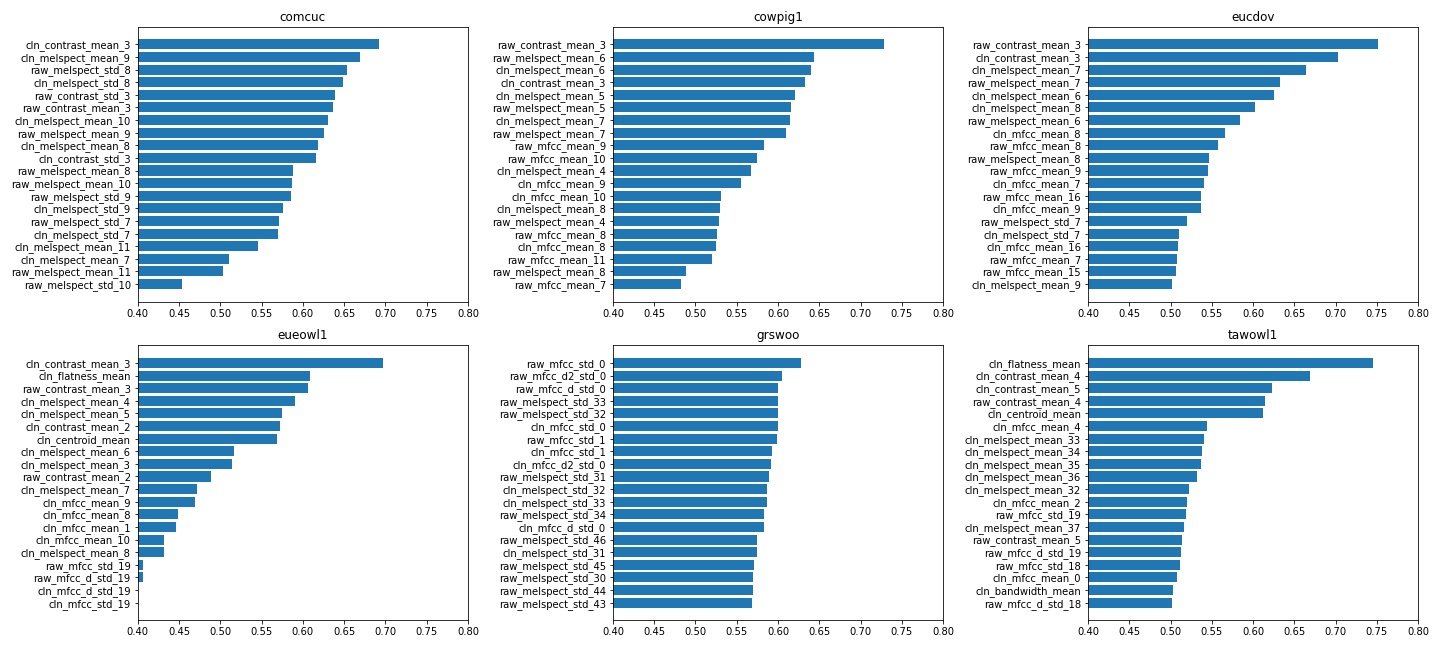 comcuc
cln_contrast_mean_3
cln_melspect_mean_9
raw_melspect_std_8
cln_melspect_std_8
raw_contrast_std_3
raw_contrast_mean_3
cln_melspect_mean_10
raw_melspect_mean_9
cln_melspect_mean_8
cln_contrast_std_3
raw_melspect_mean_8
raw_melspect_mean_10
raw_melspect_std_9
cln_melspect_std_9
raw_melspect_std_7
cln_melspect_std_7
cln_melspect_mean_11
cln_melspect_mean_7
raw_melspect_mean_11
raw_melspect_std_10
0.40 0.45 0.50 0.55 0.60 0.65 0.70 0.75 0.80
cowpig1
raw_contrast_mean_3
raw_melspect_mean_6
cln_melspect_mean_6
cln_contrast_mean_3
cln_melspect_mean_5
raw_melspect_mean_5
cln_melspect_mean_7
raw_melspect_mean_7
raw_mfcc_mean_9
raw_mfcc_mean_10
cln_melspect_mean_4
cln_mfcc_mean_9
cln_mfcc_mean_10
cln_melspect_mean_8
raw_melspect_mean_4
raw_mfcc_mean_8
cln_mfcc_mean_8
raw_mfcc_mean_11
raw_melspect_mean_8
raw_mfcc_mean_7
0.40 0.45 0.50 0.55 0.60 0.65 0.70 0.75 0.80
eucdov
raw_contrast_mean_3
cln_contrast_mean_3
cln_melspect_mean_7
raw_melspect_mean_7
cln_melspect_mean_6
cln_melspect_mean_8
raw_melspect_mean_6
cln_mfcc_mean_8
raw_mfcc_mean_8
raw_melspect_mean_8
raw_mfcc_mean_9
cln_mfcc_mean_7
raw_mfcc_mean_16
cln_mfcc_mean_9
raw_melspect_std_7
cln_melspect_std_7
cln_mfcc_mean_16
raw_mfcc_mean_7
raw_mfcc_mean_15
cln_melspect_mean_9
0.40 0.45 0.50 0.55 0.60 0.65 0.70 0.75 0.80
eueowl1
cln_contrast_mean_3
cln_flatness_mean
raw_contrast_mean_3
cln_melspect_mean_4
cln_melspect_mean_5
cln_contrast_mean_2
cln_centroid_mean
cln_melspect_mean_6
cln_melspect_mean_3
raw_contrast_mean_2
cln_melspect_mean_7
cln_mfcc_mean_9
cln_mfcc_mean_8
cln_mfcc_mean_1
cln_mfcc_mean_10
cln_melspect_mean_8
raw_mfcc_std_19
raw_mfcc_d_std_19
cln_mfcc_d_std_19
cln_mfcc_std_19
0.40 0.45 0.50 0.55 0.60 0.65 0.70 0.75 0.80
grswoo
raw_mfcc_std_0
raw_mfcc_d2_std_0
raw_mfcc_d_std_0
raw_melspect_std_33
raw_melspect_std_32
cln_mfcc_std_0
raw_mfcc_std_1
cln_mfcc_std_1
cln_mfcc_d2_std_0
raw_melspect_std_31
cln_melspect_std_32
cln_melspect_std_33
raw_melspect_std_34
cln_mfcc_d_std_0
raw_melspect_std_46
cln_melspect_std_31
raw_melspect_std_45
raw_melspect_std_30
raw_melspect_std_44
raw_melspect_std_43
0.40 0.45 0.50 0.55 0.60 0.65 0.70 0.75 0.80
tawowl1
cln_flatness_mean
cln_contrast_mean_4
cln_contrast_mean_5
raw_contrast_mean_4
cln_centroid_mean
cln_mfcc_mean_4
cln_melspect_mean_33
cln_melspect_mean_34
cln_melspect_mean_35
cln_melspect_mean_36
cln_melspect_mean_32
cln_mfcc_mean_2
raw_mfcc_std_19
cln_melspect_mean_37
raw_contrast_mean_5
raw_mfcc_d_std_19
raw_mfcc_std_18
cln_mfcc_mean_0
cln_bandwidth_mean
raw_mfcc_d_std_18
0.40 0.45 0.50 0.55 0.60 0.65 0.70 0.75 0.80